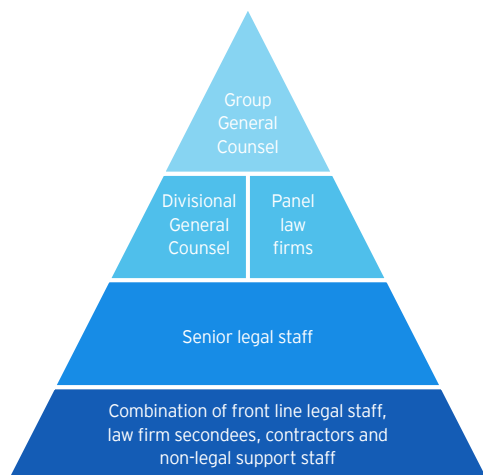 Group
General
Counsel
Divisional
General
Counsel
Panel
law
firms
Senior legal staff
Combination of front line legal staff,
law firm secondees, contractors and
non-legal support staff